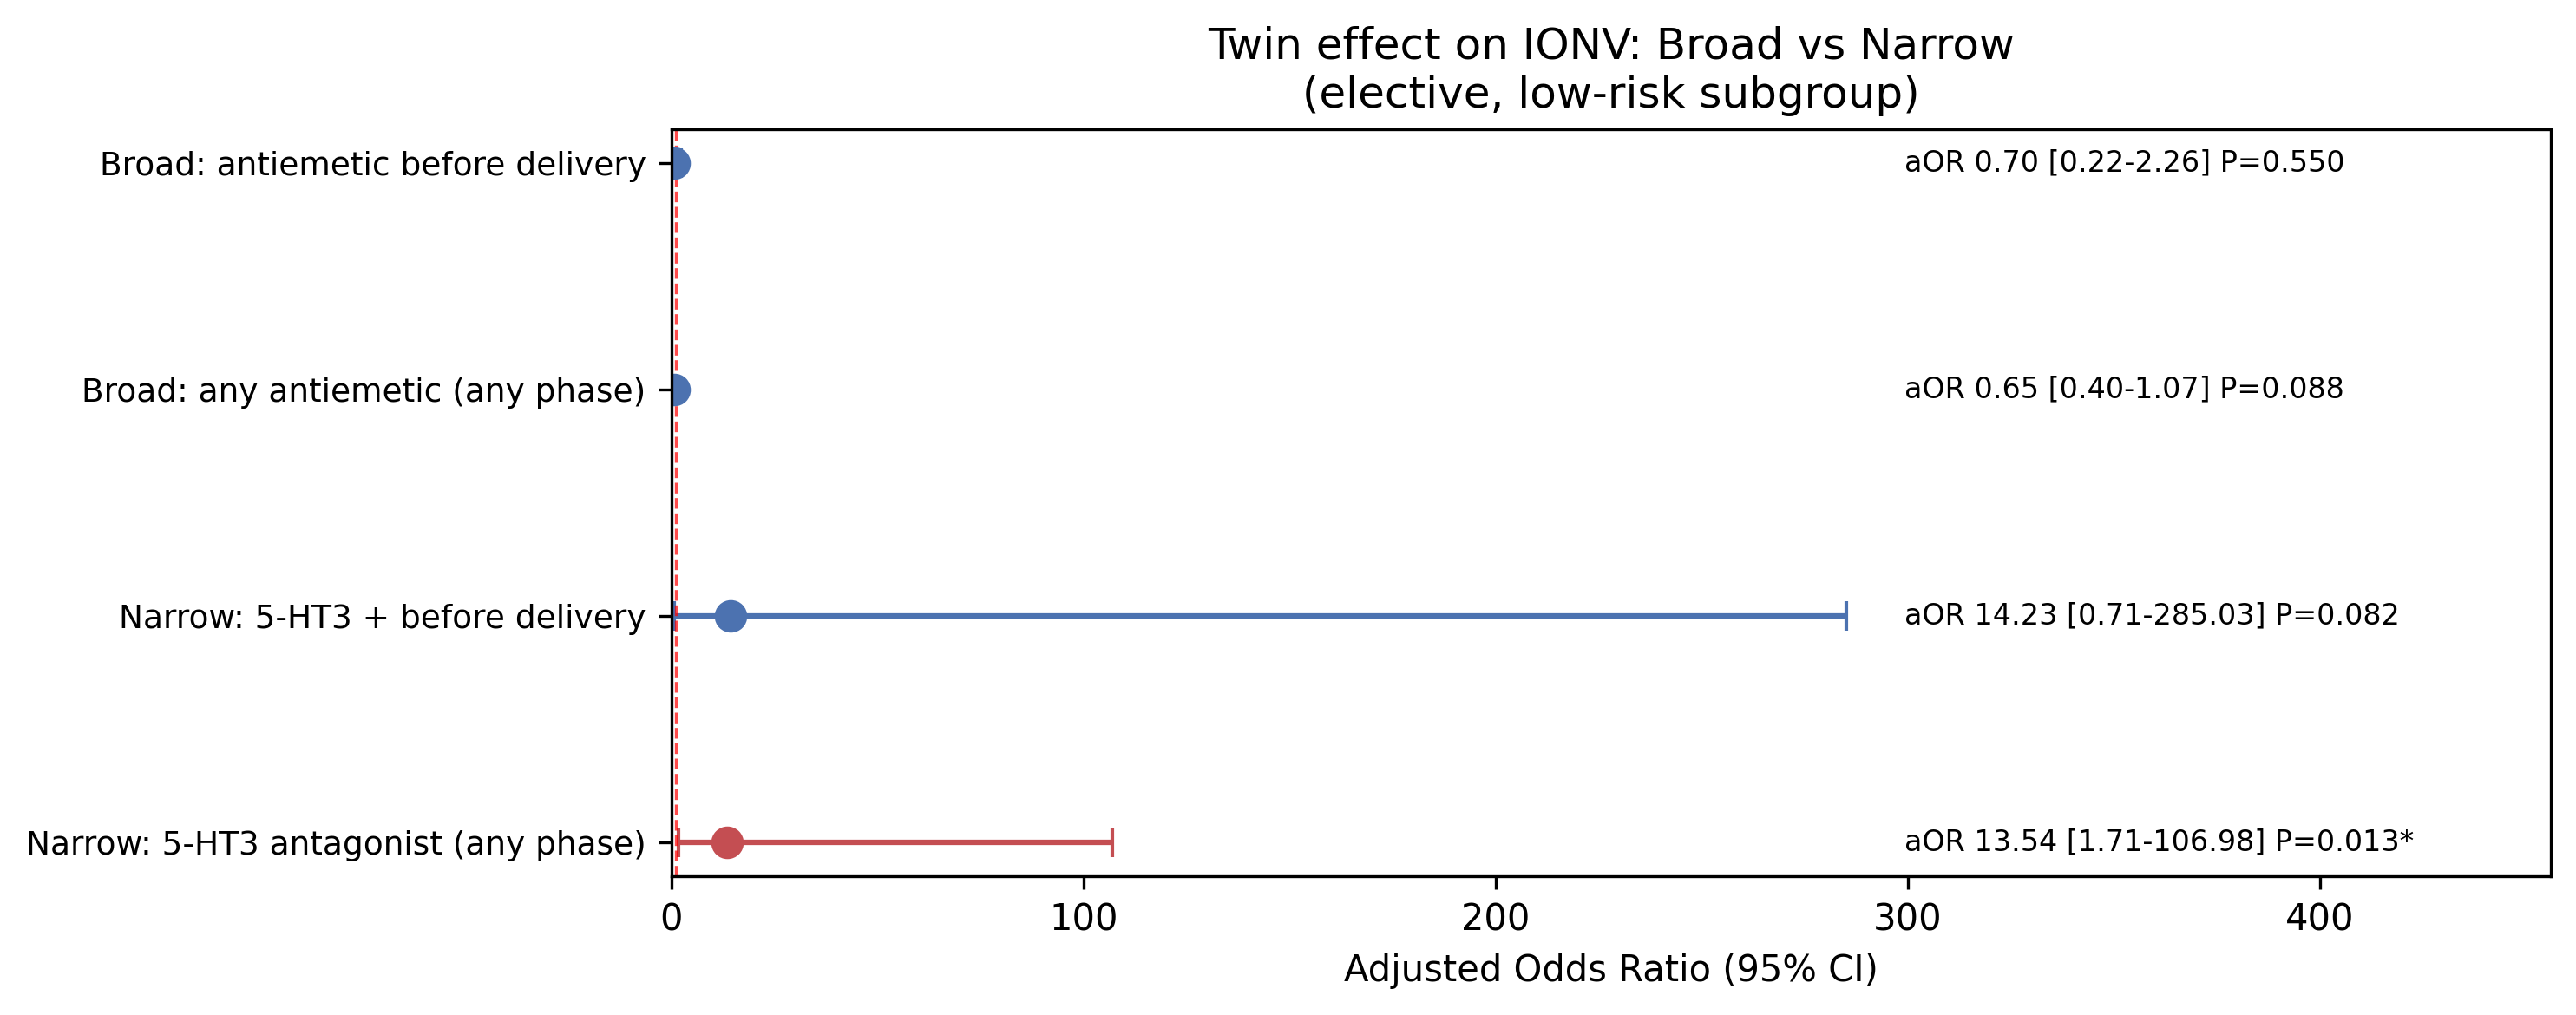 Twin effect on IONV: Broad vs Narrow
(elective, low-risk subgroup)
Broad: antiemetic before delivery
aOR 0.70 [0.22-2.26] P=0.550
Broad: any antiemetic (any phase)
aOR 0.65 [0.40-1.07] P=0.088
Narrow: 5-HT3 + before delivery
aOR 14.23 [0.71-285.03] P=0.082
Narrow: 5-HT3 antagonist (any phase)
aOR 13.54 [1.71-106.98] P=0.013*
0 100 200 300 400
Adjusted Odds Ratio (95% CI)